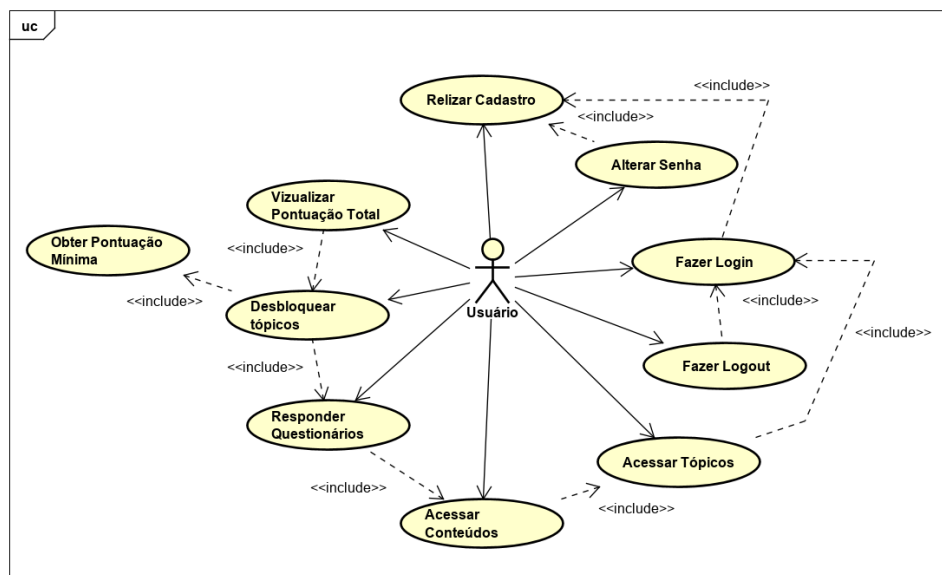 uc
<<include>>
Relizar Cadastro
<<include>>
Alterar Senha
Vizualizar
Pontuação Total
Obter Pontuação
Mínima
<<include>>
Fazer Login
<<include>>
<<include>>
Desbloquear
tópicos
Usuário
<<include>>
<<include>>
Fazer Logout
Responder
Questionários
Acessar Tópicos
<<include>>
<<include>>
Acessar
Conteúdos